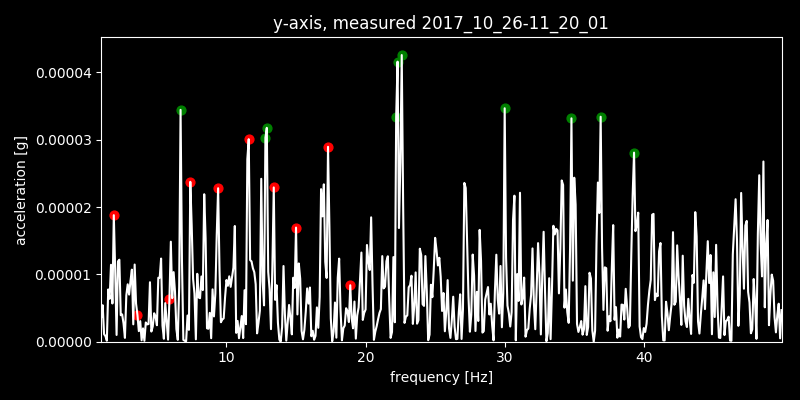 y-axis, measured 2017_10_26-11_20_01
0.00004
0.00003
0.00002
0.00001
0.00000
acceleration [g]
10 20 30 40
frequency [Hz]